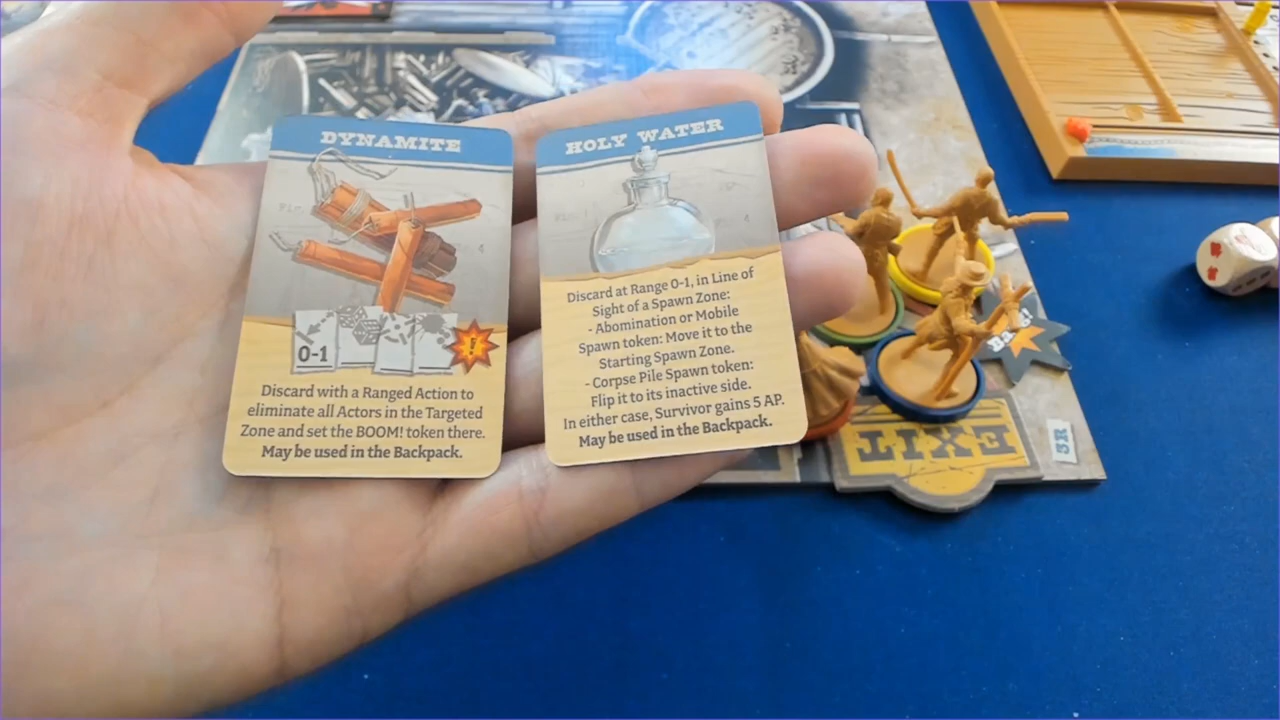 DYNAMITE
0-1
Discard with a Ranged Action to
eliminate all Actors in the Targeted
Zone and set the BOOM! token there.
May be used in the Backpack.
HOLY WATER
Discard at Range 0-1, in Line of
Sight of a Spawn Zone:
- Abomination or Mobile
Spawn token: Move it to the
Starting Spawn Zone.
- Corpse Pile Spawn token:
Flip it to its inactive side.
In either case, Survivor gains 5 AP.
May be used in the Backpack.
EXIT